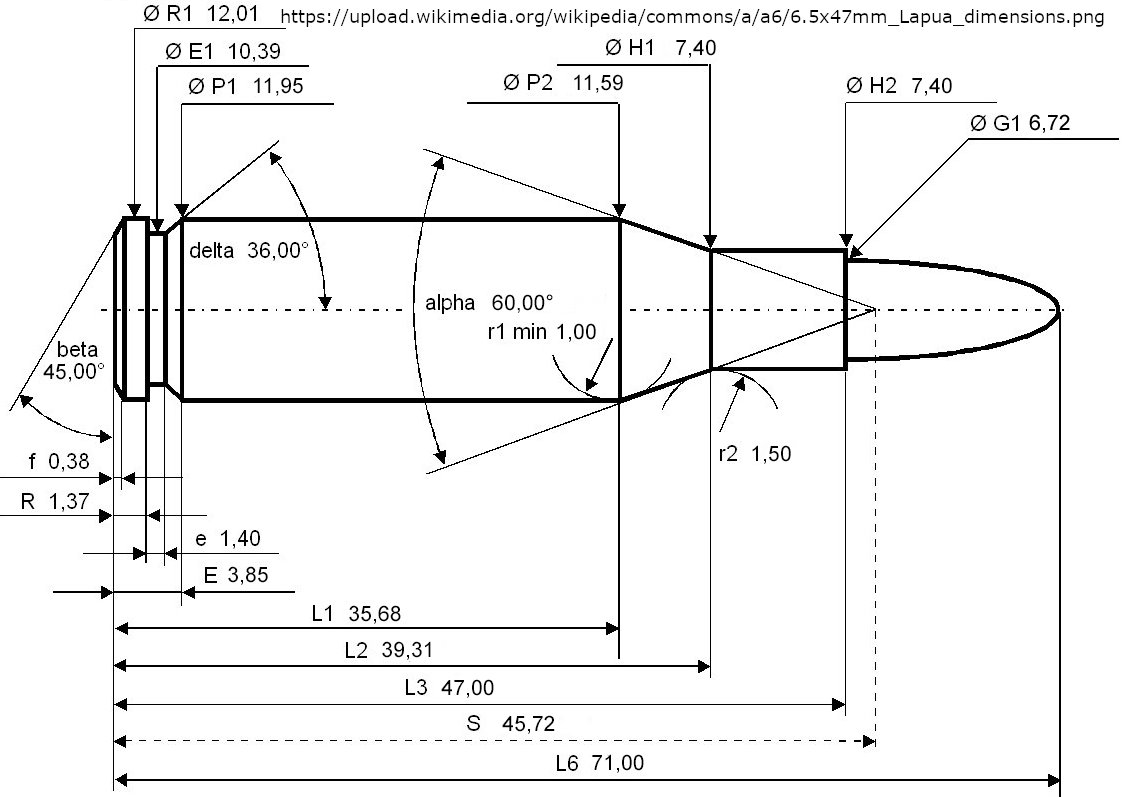 Ø R1 12,01
https://upload.wikimedia.org/wikipedia/commons/a/a6/6.5x47mm_Lapua_dimensions.png
Ø E1 10,39
Ø H1 7,40
Ø P1 11,95
Ø P2 11,59
Ø H2 7,40
Ø G1 6,72
delta 36,00°
alpha 60,00°
r1 min 1,00
beta
45,00°
r2 1,50
f 0,38
R 1,37
e 1,40
E 3,85
L1 35,68
L2 39,31
L3 47,00
S 45,72
L6 71,00